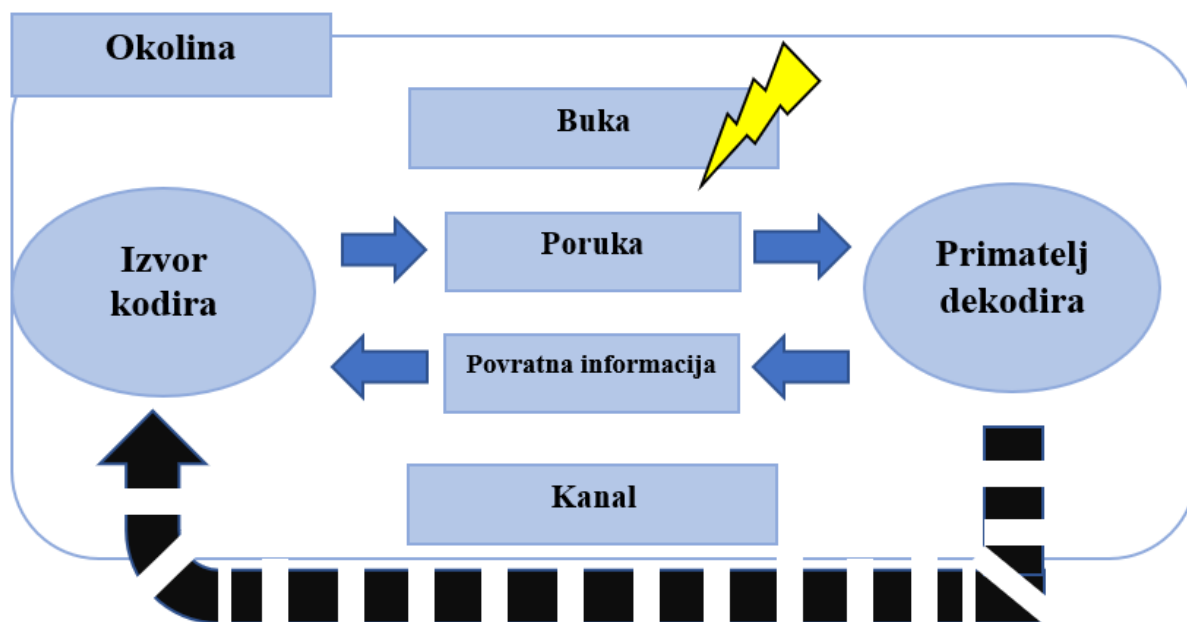 Okolina
Buka
Izvor
kodira
Poruka
Primatelj
dekodira
Povratna informacija
Kanal